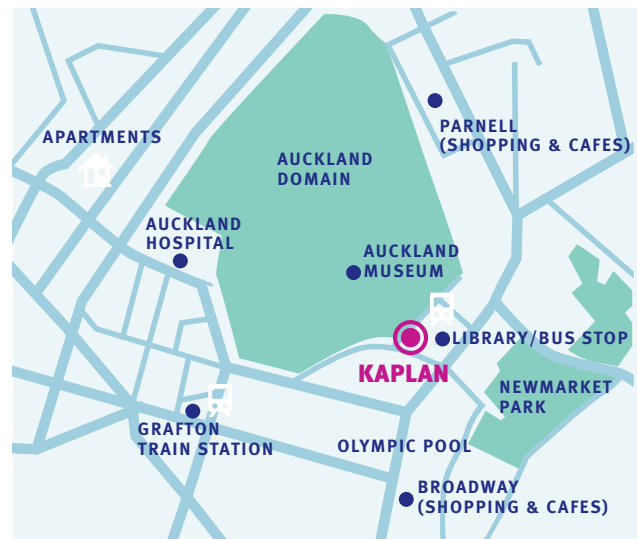 PARNELL
(SHOPPING & CAFES)
APARTMENTS
AUCKLAND
DOMAIN
AUCKLAND
HOSPITAL
AUCKLAND
MUSEUM
LIBRARY/BUS STOP
KAPLAN
NEWMARKET
PARK
GRAFTON
TRAIN STATION
OLYMPIC POOL
BROADWAY
(SHOPPING & CAFES)